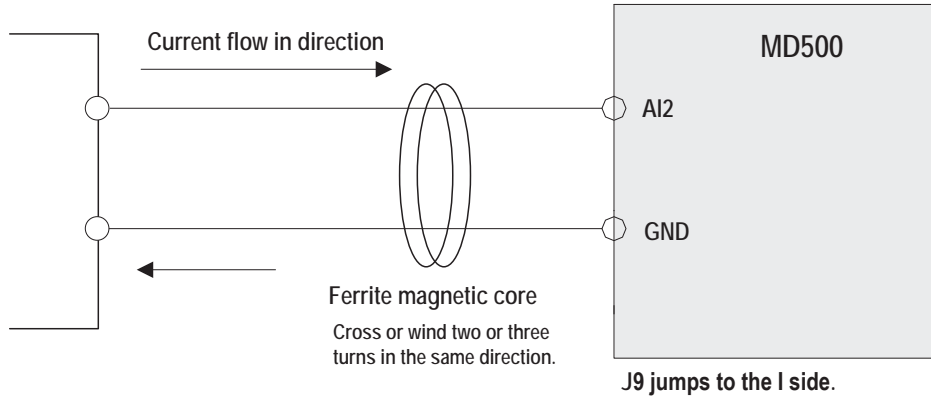 Current flow in direction
MD500
AI2
GND
Ferrite magnetic core
Cross or wind two or three
turns in the same direction.
J9 jumps to the I side.